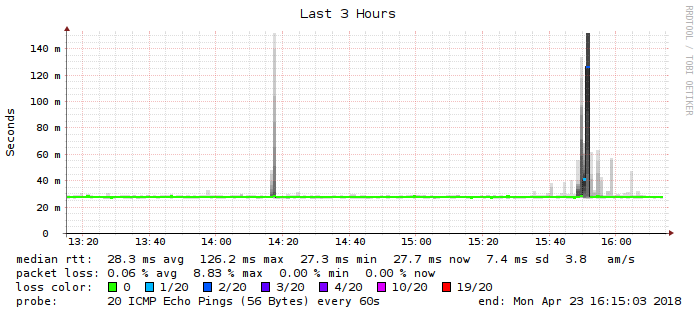 Last 3 Hours
RRDTOOL / TOBI OETIKER
Seconds
140 m
120 m
100 m
80 m
60 m
40 m
20 m
0
13:20 13:40 14:00 14:20 14:40 15:00 15:20 15:40 16:00
median rtt: 28.3 ms avg 126.2 ms max 27.3 ms min 27.7 ms now 7.4 ms sd 3.8 am/s
packet loss: 0.06 % avg 8.83 % max 0.00 % min 0.00 % now
loss color: 0 1/20 2/20 3/20 4/20 10/20 19/20
probe: 20 ICMP Echo Pings (56 Bytes) every 60s end: Mon Apr 23 16:15:03 2018